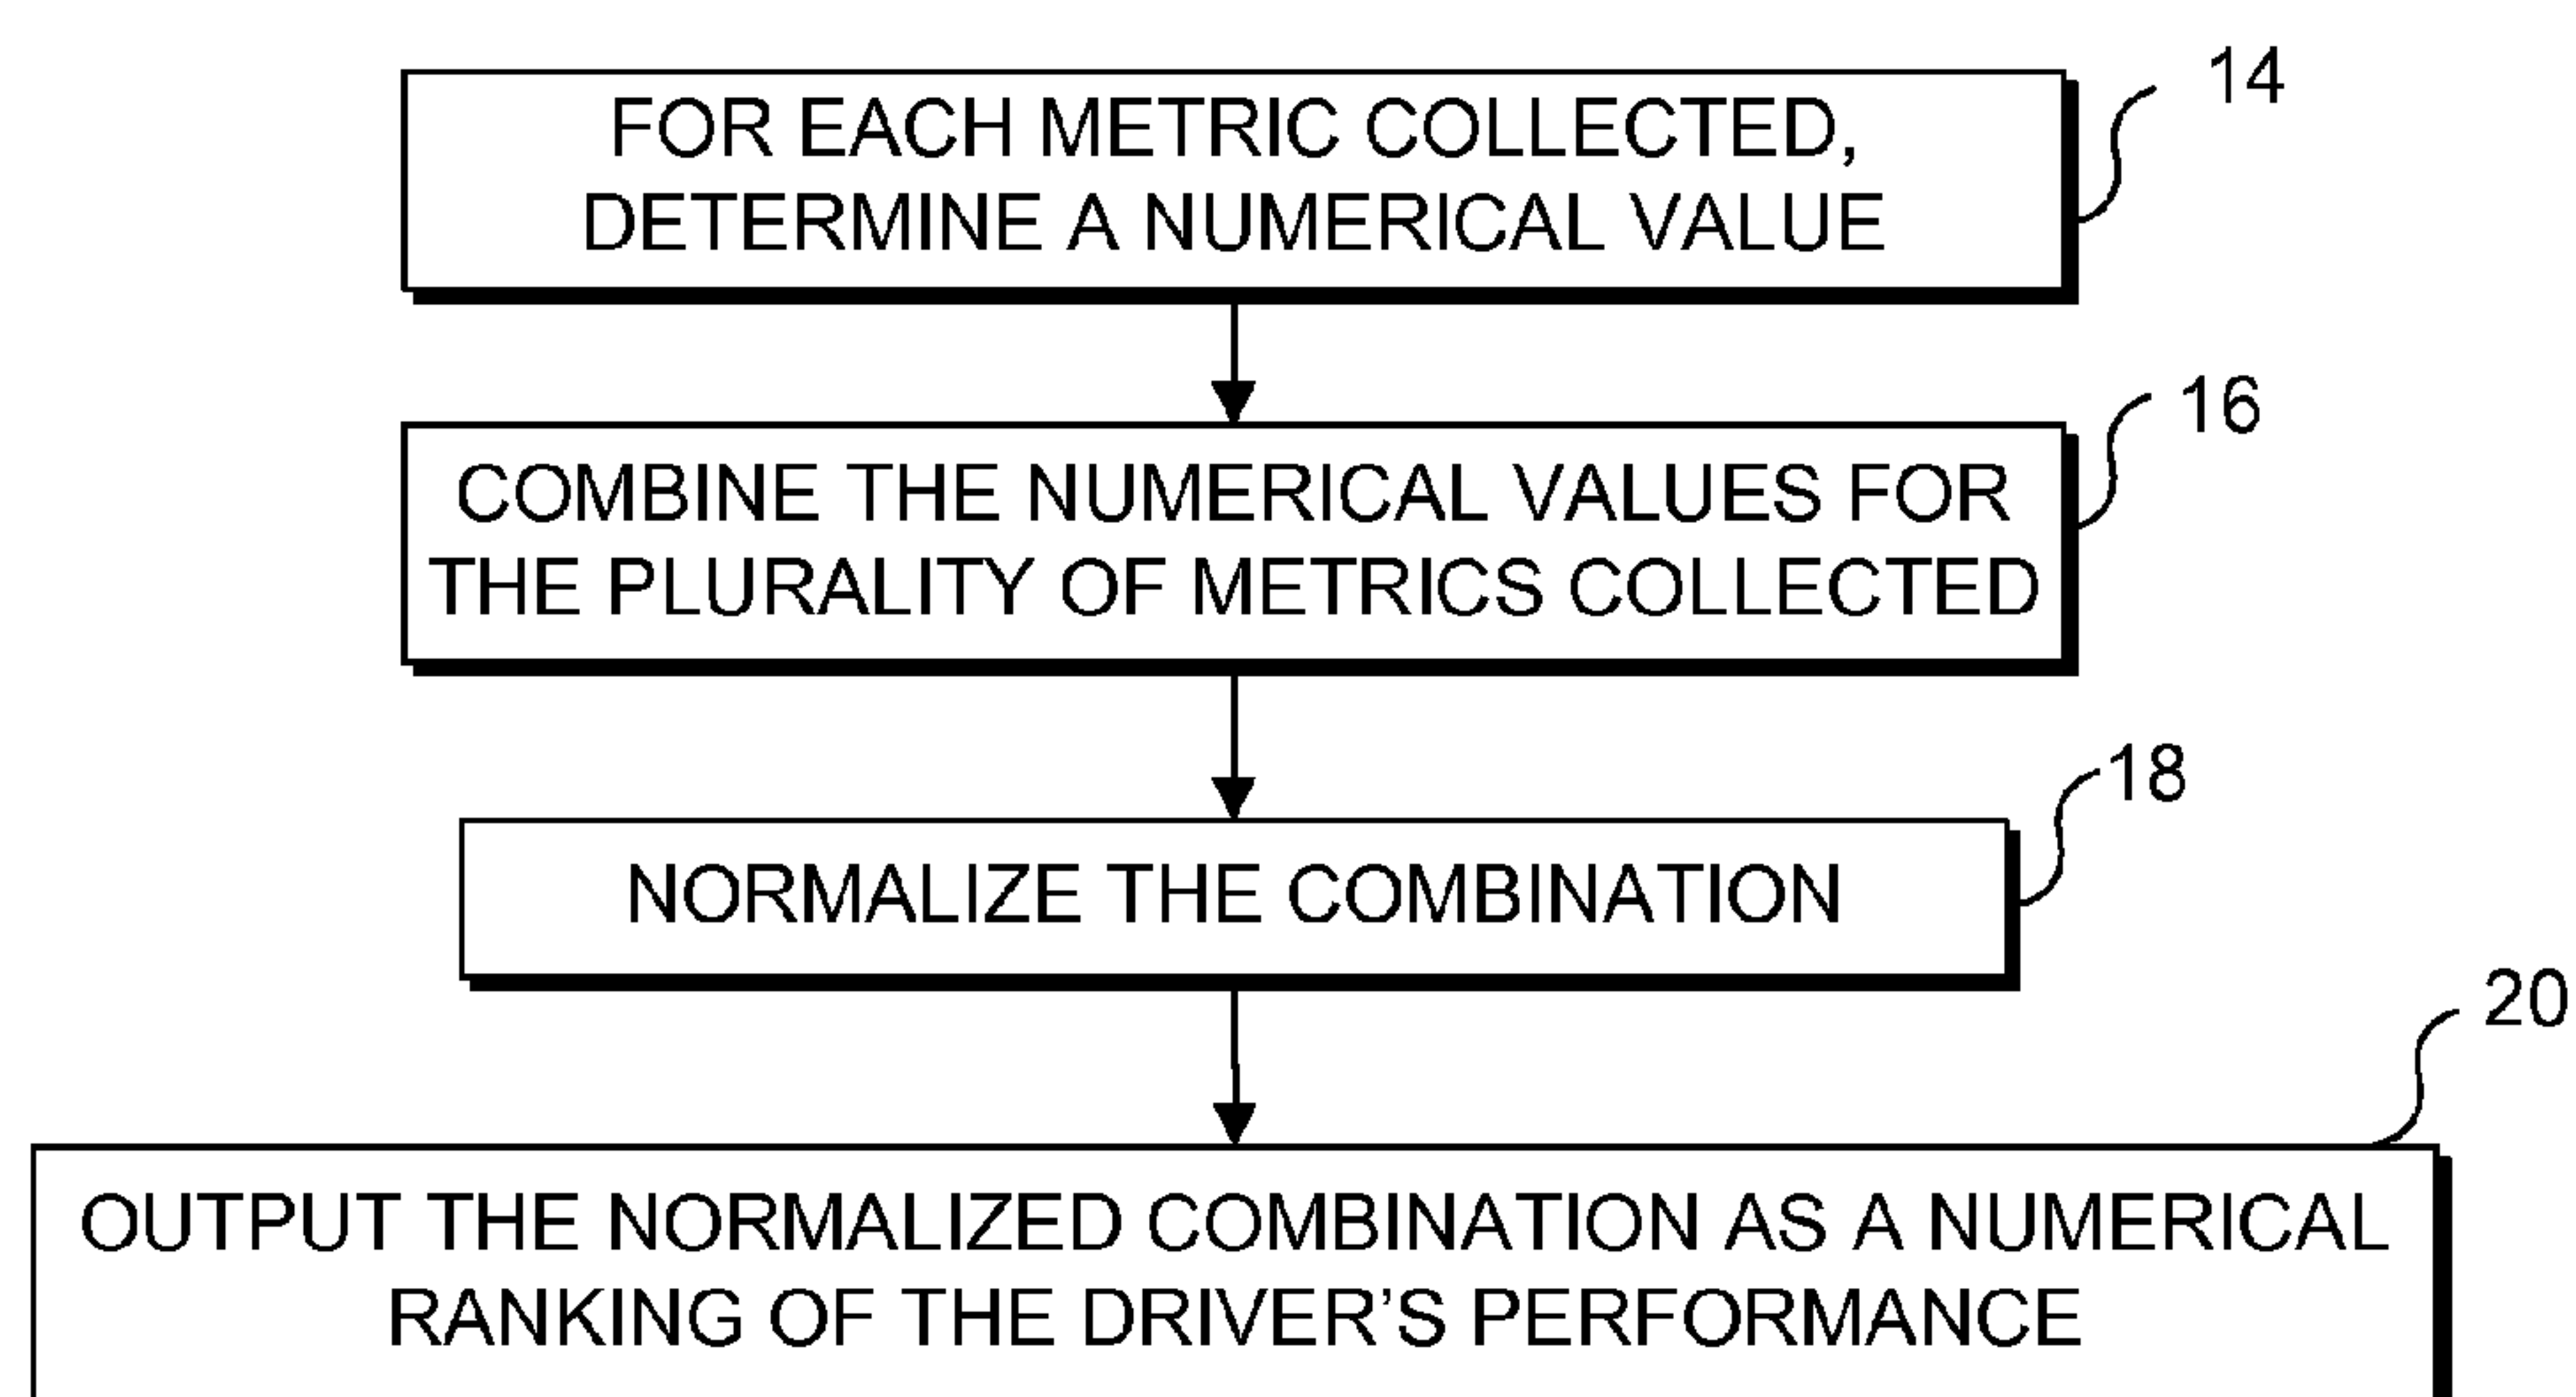 14
FOR EACH METRIC COLLECTED,
DETERMINE A NUMERICAL VALUE
16
COMBINE THE NUMERICAL VALUES FOR
THE PLURALITY OF METRICS COLLECTED
18
NORMALIZE THE COMBINATION
20
OUTPUT THE NORMALIZED COMBINATION AS A NUMERICAL
RANKING OF THE DRIVER’S PERFORMANCE